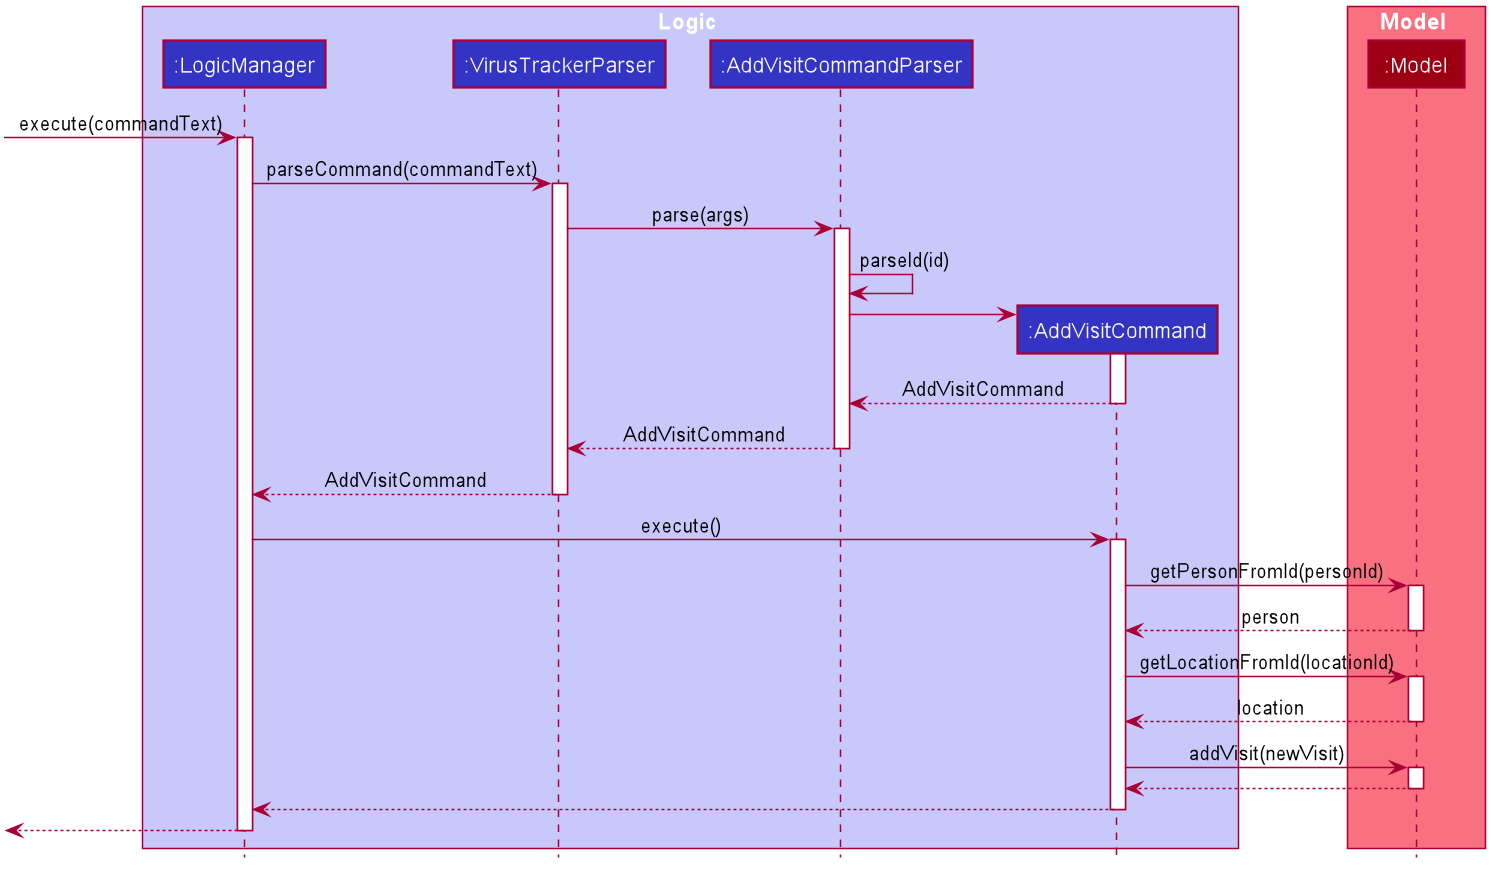 Logic
Model
:LogicManager
:VirusTrackerParser
:AddVisitCommandParser
:Model
execute(commandText)
parseCommand(commandText)
parse(args)
parseId(id)
:AddVisitCommand
AddVisitCommand
AddVisitCommand
AddVisitCommand
execute()
getPersonFromId(personId)
person
getLocationFromId(locationId)
location
addVisit(newVisit)